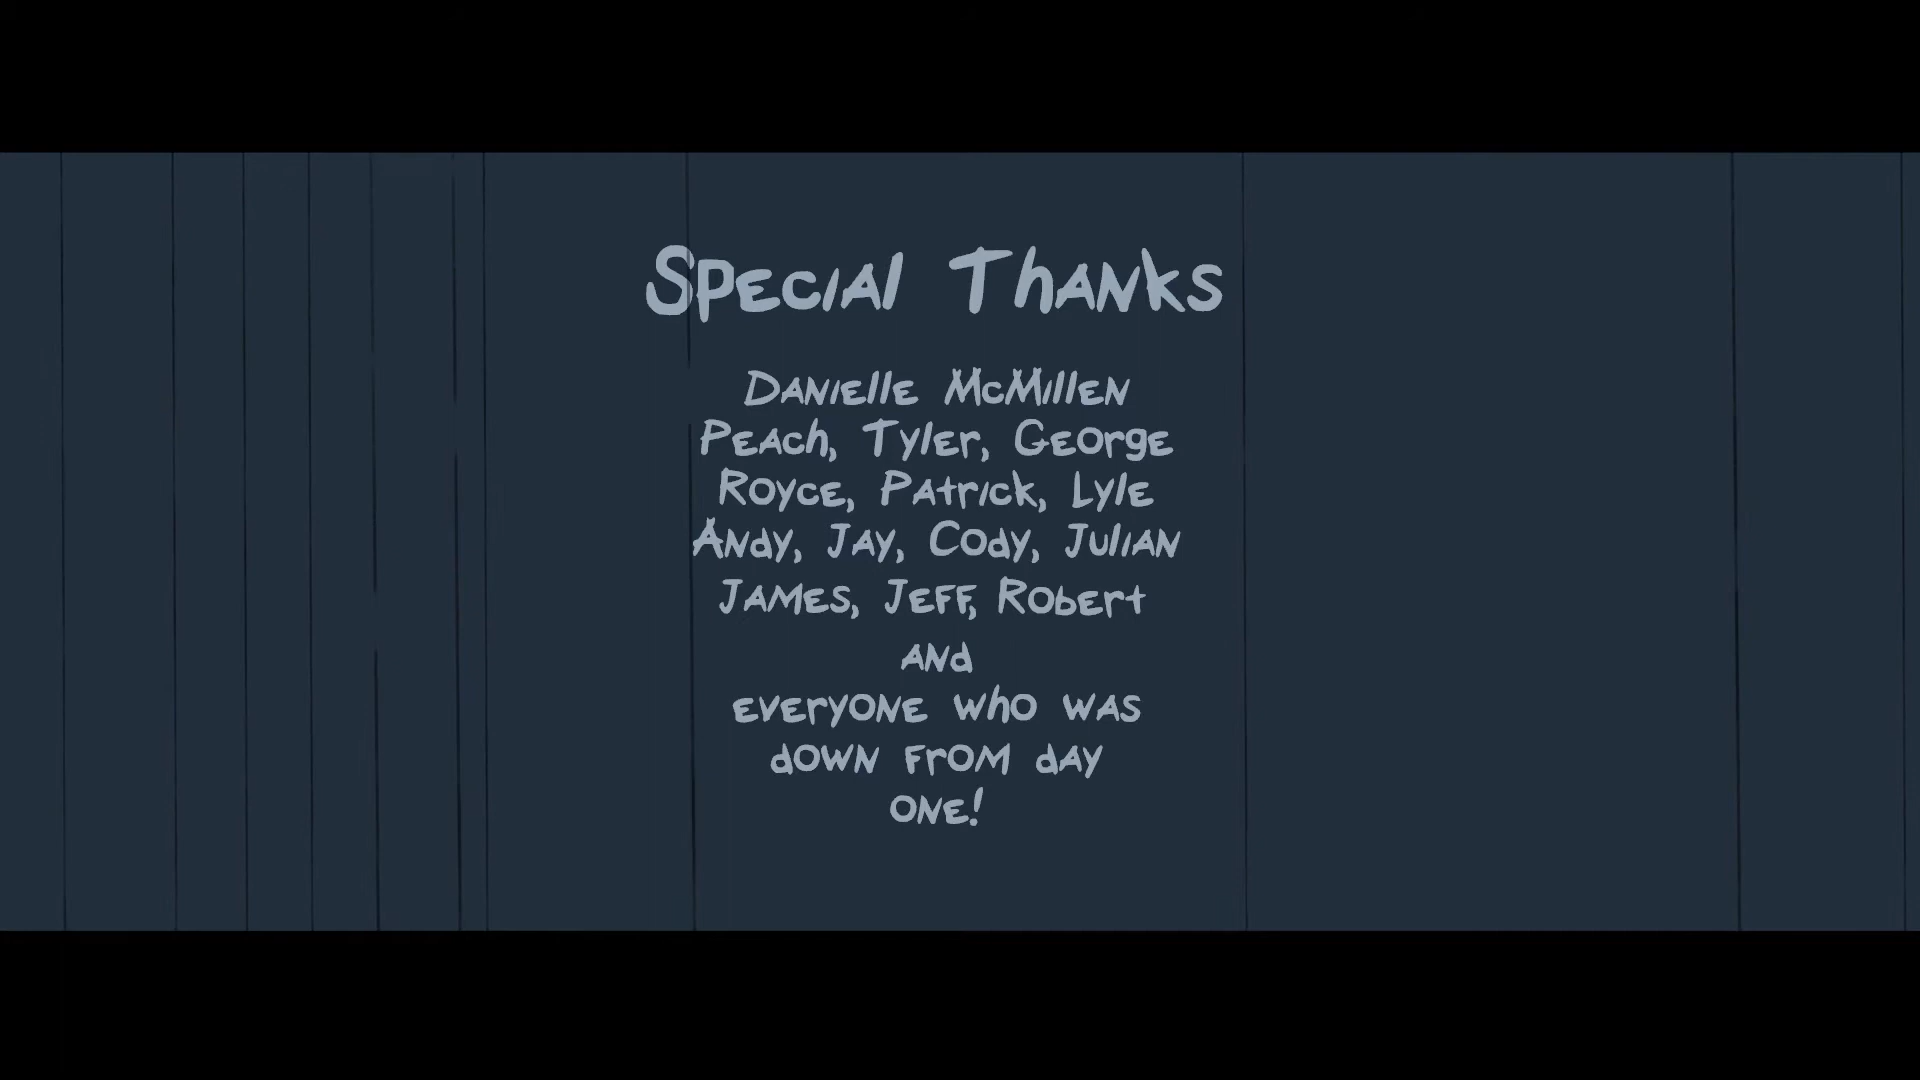 Special Thanks
Danielle McMillen
Peach, Tyler, George
Royce, Patrick, Lyle
Andy, Jay, Cody, Julian
James, Jeff, Robert
and
everyone who was
down from day
one!